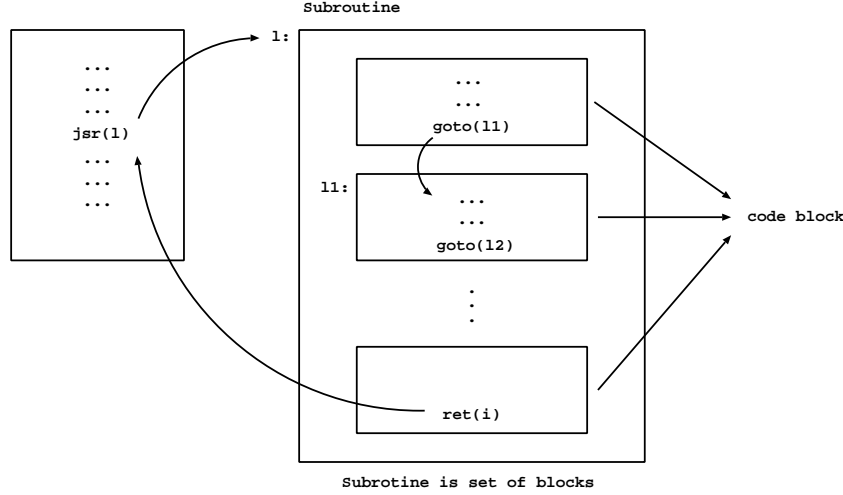 Subroutine
l:
...
...
...
jsr(l)
...
...
...
...
...
goto(l1)
l1:
...
...
goto(l2)
code block
.
.
.
ret(i)
Subrotine is set of blocks